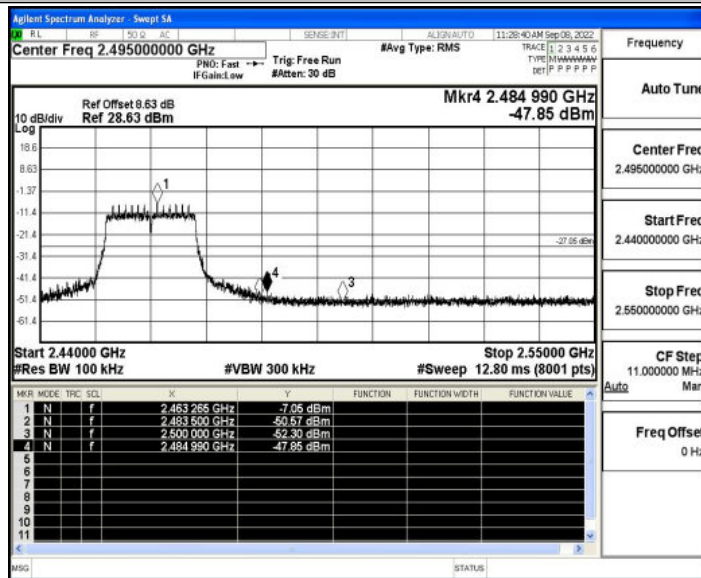 Agilent Spectrum Analyzer - Swept SA
RL RF 50 Ω AC SENSE:INT ALIGNAUTO 11:28:40 AM Sep 08, 2022
Center Freq 2.495000000 GHz
PNO: Fast
IFGain:Low
Trig: Free Run
#Atten: 30 dB
#Avg Type: RMS
TRACE 1 2 3 4 5 6
TYPE MWWWWW
DET P P P P P P
Ref Offset 8.63 dB
10 dB/div Ref 28.63 dBm
Log
Mkr4 2.484 990 GHz
-47.85 dBm
18.6
8.63
-1.37
-11.4
-21.4
-31.4
-41.4
-51.4
-61.4
1
4
3
-27.05 dBm
Start 2.44000 GHz Stop 2.55000 GHz
#Res BW 100 kHz #VBW 300 kHz #Sweep 12.80 ms (8001 pts)
MKR MODE TRC SCL X Y FUNCTION FUNCTION WIDTH FUNCTION VALUE
1 N f 2.463 265 GHz -7.05 dBm
2 N f 2.483 500 GHz -50.57 dBm
3 N f 2.500 000 GHz -52.30 dBm
4 N f 2.484 990 GHz -47.85 dBm
5
6
7
8
9
10
11
MSG STATUS
Frequency
Auto Tune
Center Freq
2.495000000 GHz
Start Freq
2.440000000 GHz
Stop Freq
2.550000000 GHz
CF Step
11.000000 MHz
Auto Man
Freq Offset
0 Hz